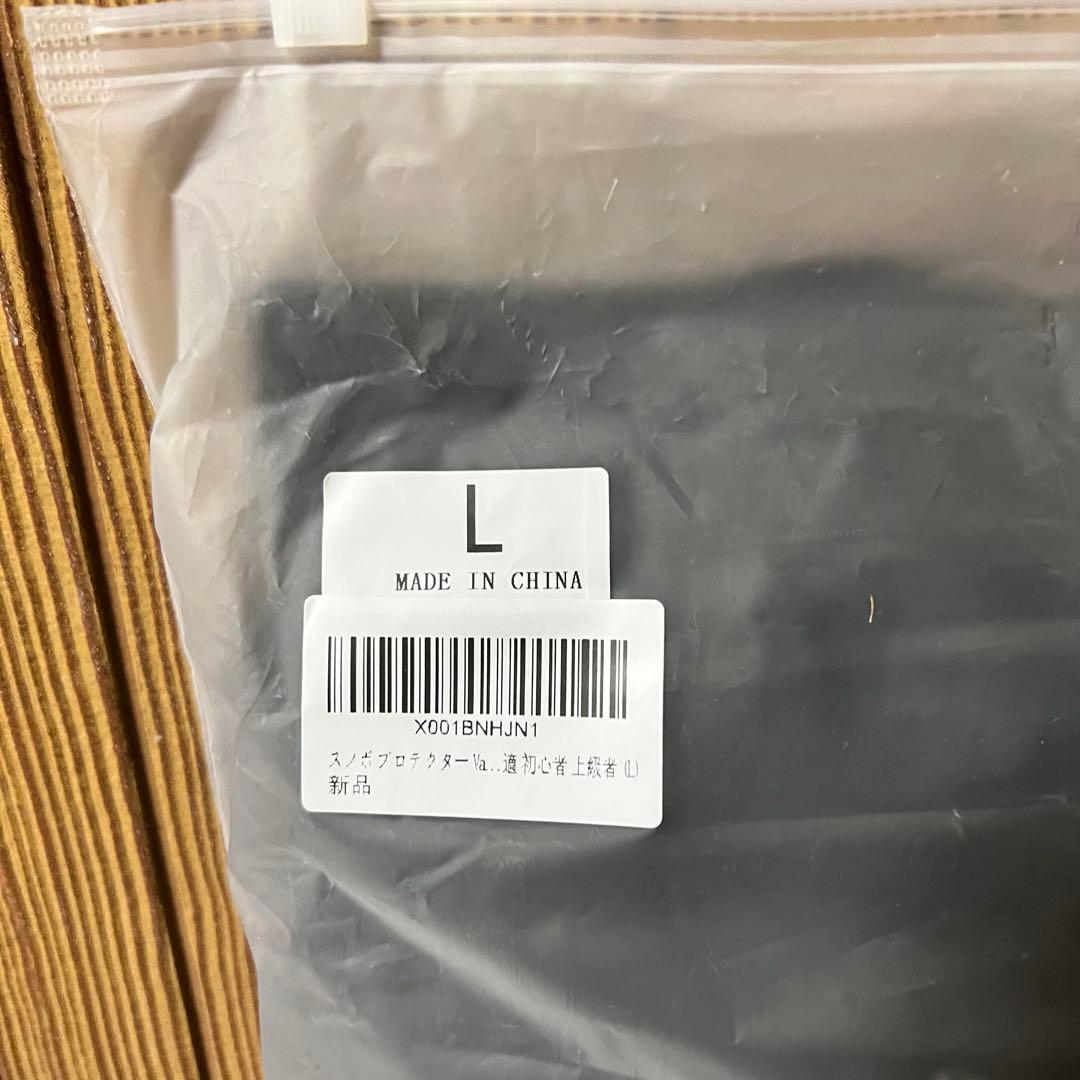 L
MADE IN CHINA
X001BNHJN1
スノボプロテクターVa...適 初心者 上級者 (L)
新品